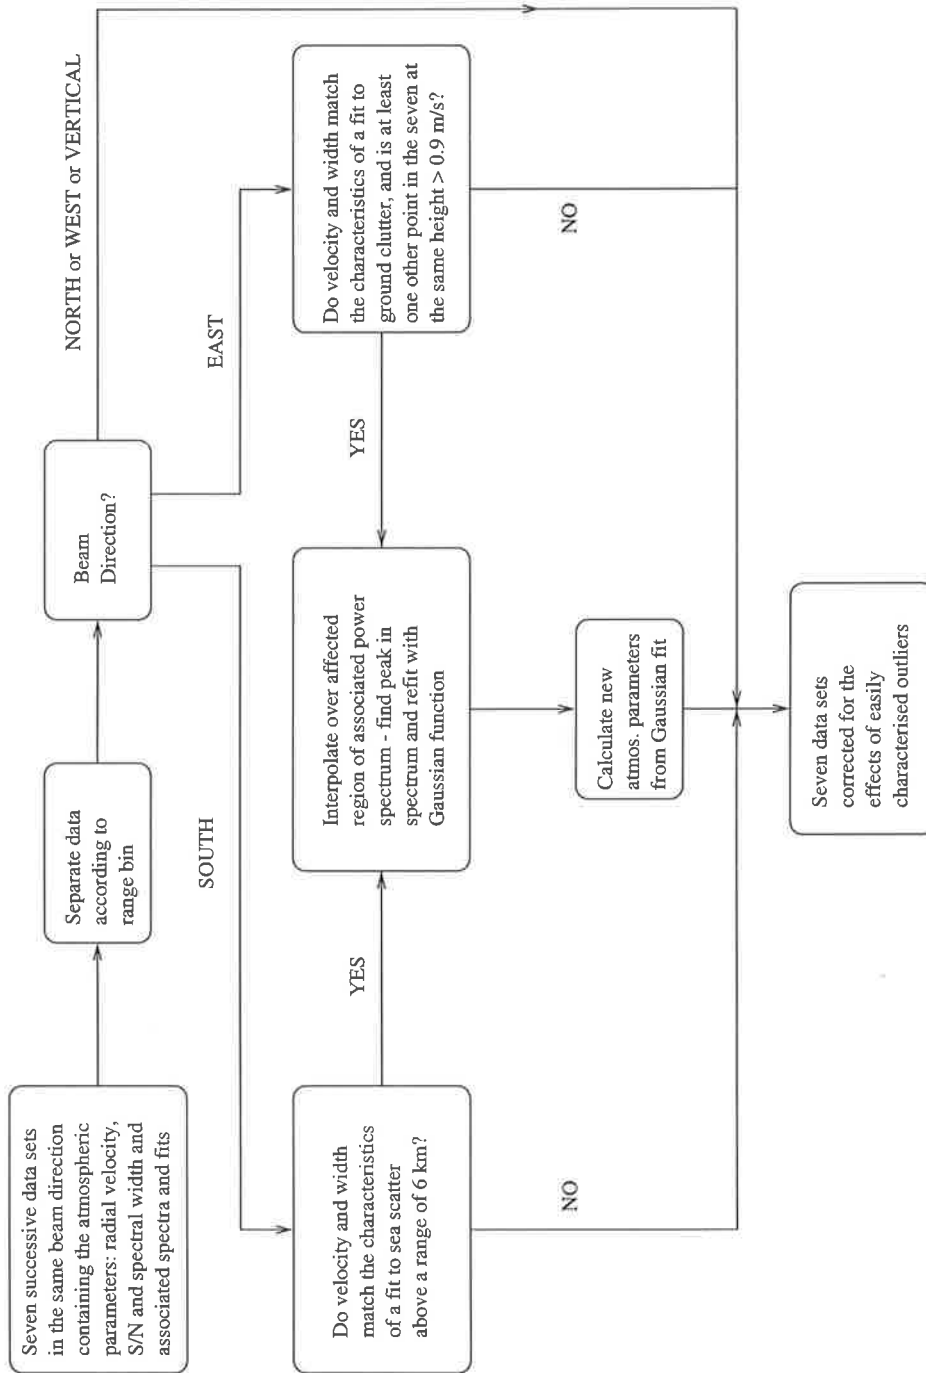 Seven successive data sets
in the same beam direction
containing the atmospheric
parameters: radial velocity,
S/N and spectral width and
associated spectra and fits
Separate data
according to
range bin
Beam
Direction?
NORTH or WEST or VERTICAL
SOUTH
EAST
Do velocity and width
match the characteristics
of a fit to sea scatter
above a range of 6 km?
YES
Interpolate over affected
region of associated power
spectrum - find peak in
spectrum and refit with
Gaussian function
YES
Do velocity and width match
the characteristics of a fit to
ground clutter, and is at least
one other point in the seven at
the same height > 0.9 m/s?
NO
Calculate new
atmos. parameters
from Gaussian fit
NO
Seven data sets
corrected for the
effects of easily
characterised outliers